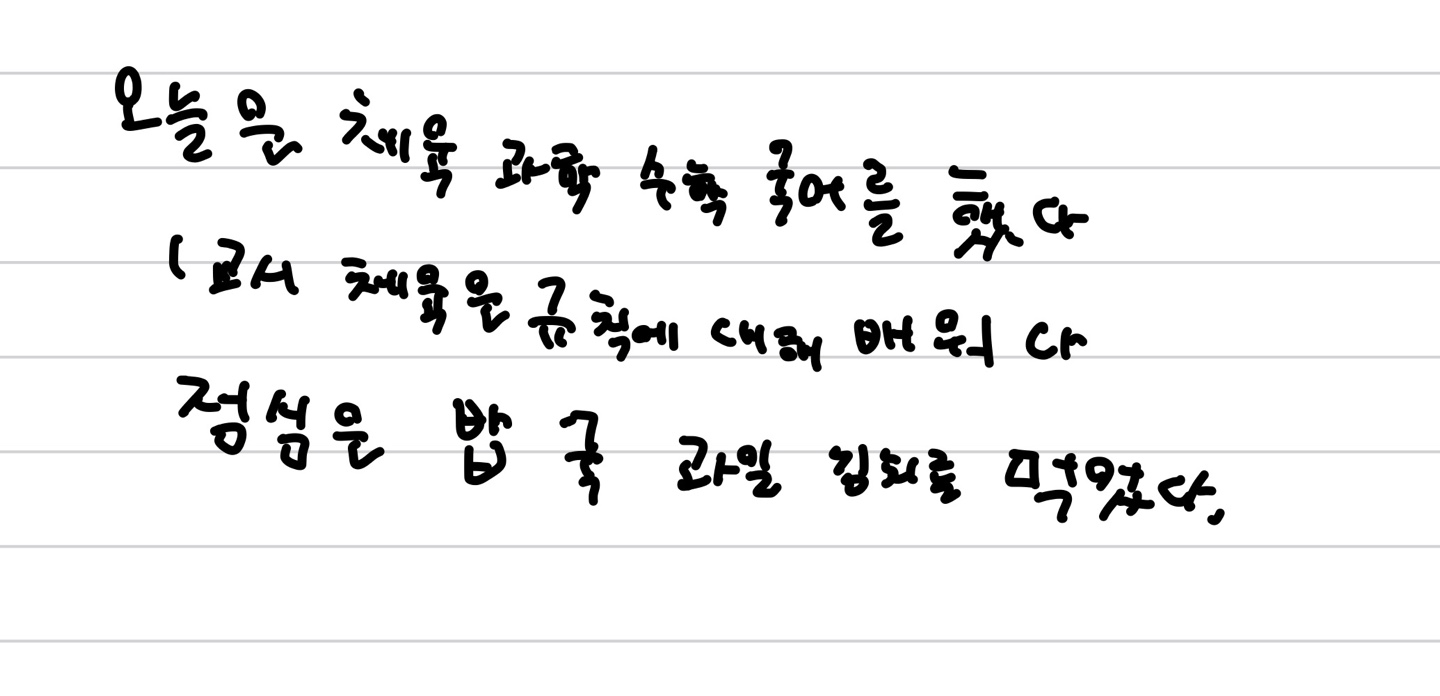 오늘은 체육 과학 수학 국어를 했다
1교시 체육은 규칙에 대해 배워다
점심은 밥 국 과일 김치를 먹었다.